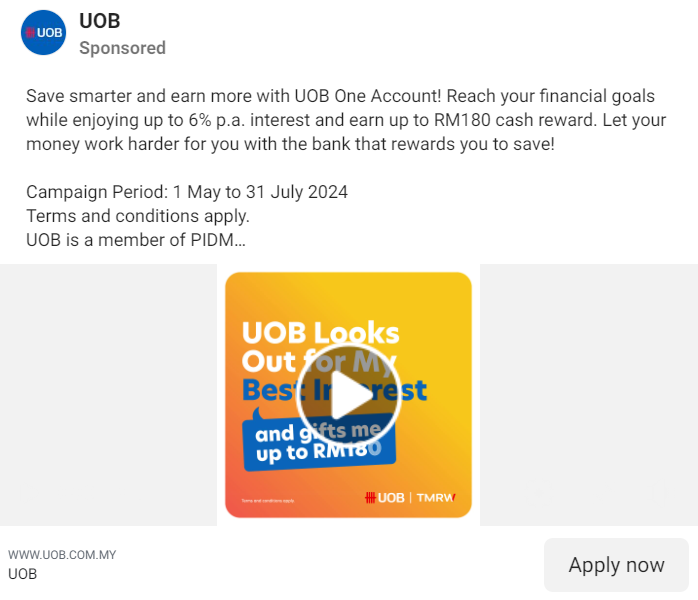 UOB
UOB
Sponsored
Save smarter and earn more with UOB One Account! Reach your financial goals
while enjoying up to 6% p.a. interest and earn up to RM180 cash reward. Let your
money work harder for you with the bank that rewards you to save!
Campaign Period: 1 May to 31 July 2024
Terms and conditions apply.
UOB is a member of PIDM...
UOB Looks
Out for My
Best Interest
and gifts me
up to RM180
Terms and conditions apply
UOB | TMRW
WWW.UOB.COM.MY
UOB
Apply now